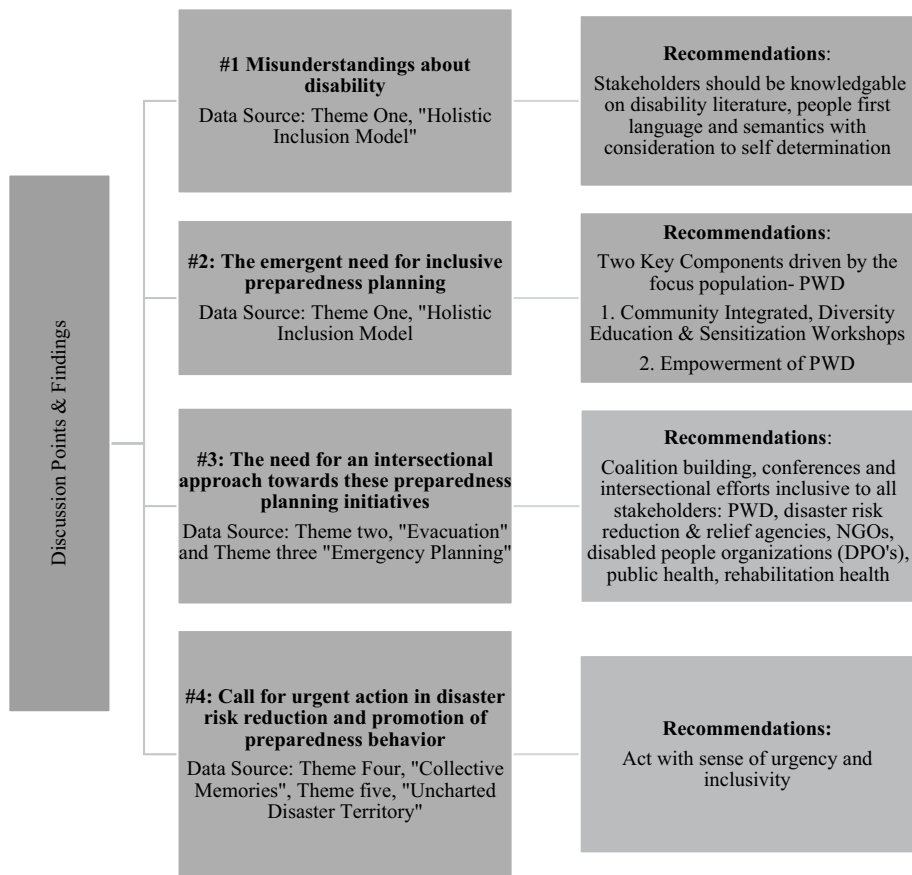 Discussion Points & Findings
#1 Misunderstandings about
disability
Data Source: Theme One, "Holistic
Inclusion Model"
Recommendations:
Stakeholders should be knowledgable
on disability literature, people first
language and semantics with
consideration to self determination
#2: The emergent need for inclusive
preparedness planning
Data Source: Theme One, "Holistic
Inclusion Model
Recommendations:
Two Key Components driven by the
focus population- PWD
1. Community Integrated, Diversity
Education & Sensitization Workshops
2. Empowerment of PWD
#3: The need for an intersectional
approach towards these preparedness
planning initiatives
Data Source: Theme two, "Evacuation"
and Theme three "Emergency Planning"
Recommendations:
Coalition building, conferences and
intersectional efforts inclusive to all
stakeholders: PWD, disaster risk
reduction & relief agencies, NGOs,
disabled people organizations (DPO's),
public health, rehabilitation health
#4: Call for urgent action in disaster
risk reduction and promotion of
preparedness behavior
Data Source: Theme Four, "Collective
Memories", Theme five, "Uncharted
Disaster Territory"
Recommendations:
Act with sense of urgency and
inclusivity